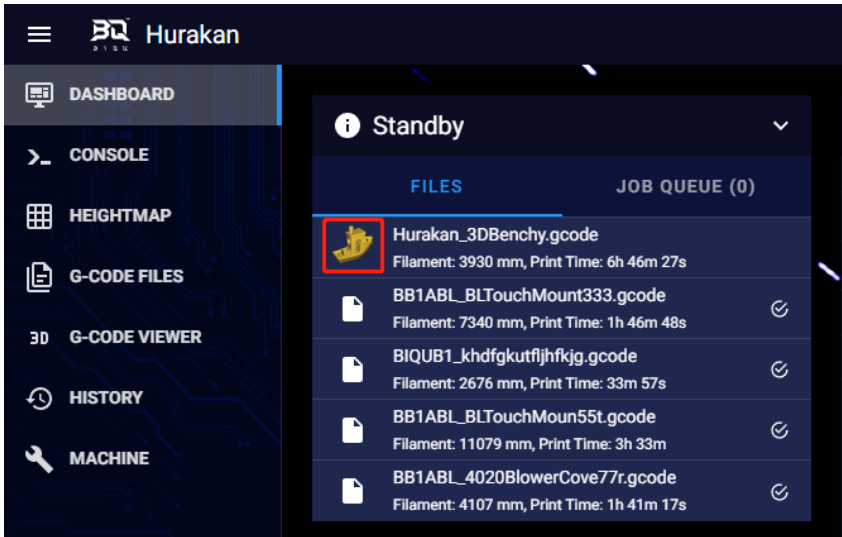 BQ Hurakan
DASHBOARD
CONSOLE
HEIGHTMAP
G-CODE FILES
3D G-CODE VIEWER
HISTORY
MACHINE
Standby
FILES JOB QUEUE (0)
Hurakan_3DBenchy.gcode
Filament: 3930 mm, Print Time: 6h 46m 27s
BB1ABL_BLTouchMount333.gcode
Filament: 7340 mm, Print Time: 1h 46m 48s
BIQUB1_khdfgkutfljhfkjg.gcode
Filament: 2676 mm, Print Time: 33m 57s
BB1ABL_BLTouchMoun55t.gcode
Filament: 11079 mm, Print Time: 3h 33m
BB1ABL_4020BlowerCove77r.gcode
Filament: 4107 mm, Print Time: 1h 41m 17s